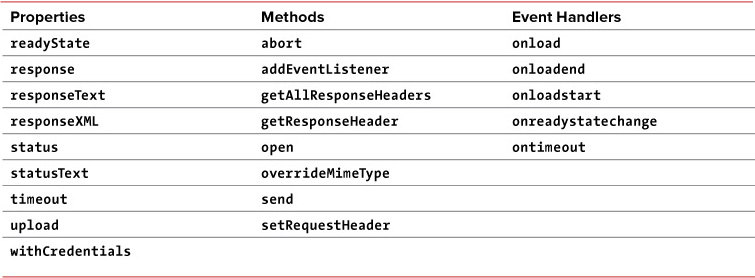 Properties Methods Event Handlers
readyState abort onload
response addEventListener onloadend
responseText getAllResponseHeaders onloadstart
responseXML getResponseHeader onreadystatechange
status open ontimeout
statusText overrideMimeType
timeout send
upload setRequestHeader
withCredentials